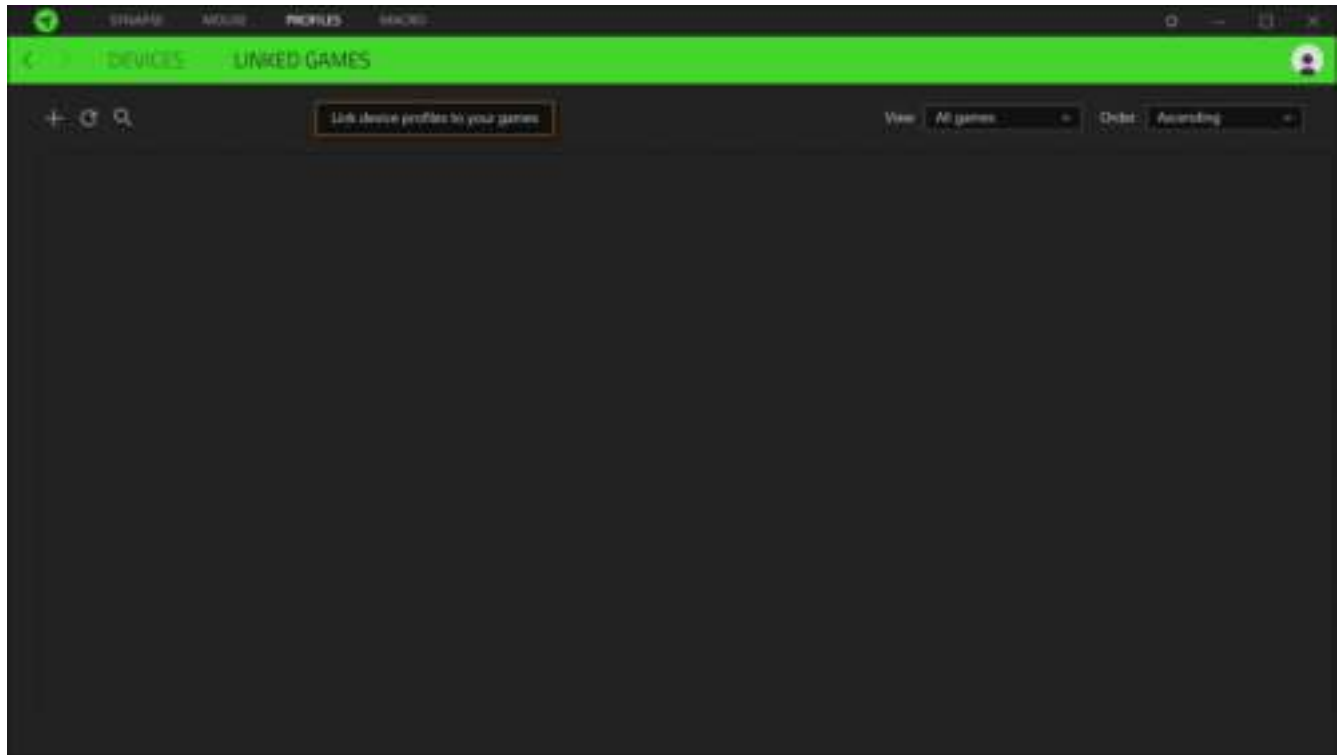 SYNAPSE MOUSE PROFILES MACRO
DEVICES LINKED GAMES
Link device profiles to your games View All games Order Ascending